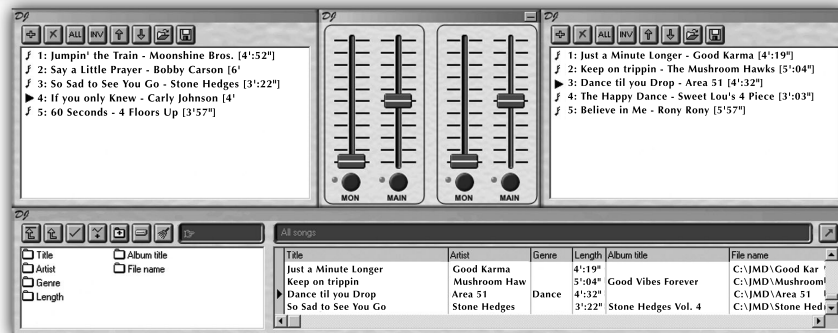 DJ
DJ
DJ
ALL INV
1: Jumpin' the Train - Moonshine Bros. [4':52"]
2: Say a Little Prayer - Bobby Carson [6'
3: So Sad to See You Go - Stone Hedges [3':22"]
4: If you only Knew - Carly Johnson [4'
5: 60 Seconds - 4 Floors Up [3'57"]
MON MAIN MON MAIN
ALL INV
1: Just a Minute Longer - Good Karma [4':19"]
2: Keep on trippin - The Mushroom Hawks [5':04"]
3: Dance til you Drop - Area 51 [4':32"]
4: The Happy Dance - Sweet Lou's 4 Piece [3':03"]
5: Believe in Me - Rony Rony [5'57"]
DJ
Title Album title
Artist File name
Genre
Length
All songs
Title Artist Genre Length Album title File name
Just a Minute Longer Good Karma 4':19" C:\JMD\Good Kar
Keep on trippin Mushroom Haw 5':04" Good Vibes Forever C:\JMD\Mushroom
Dance til you Drop Area 51 Dance 4':32" C:\JMD\Area 51
So Sad to See You Go Stone Hedges 3':22" Stone Hedges Vol. 4 C:\JMD\Stone Hed